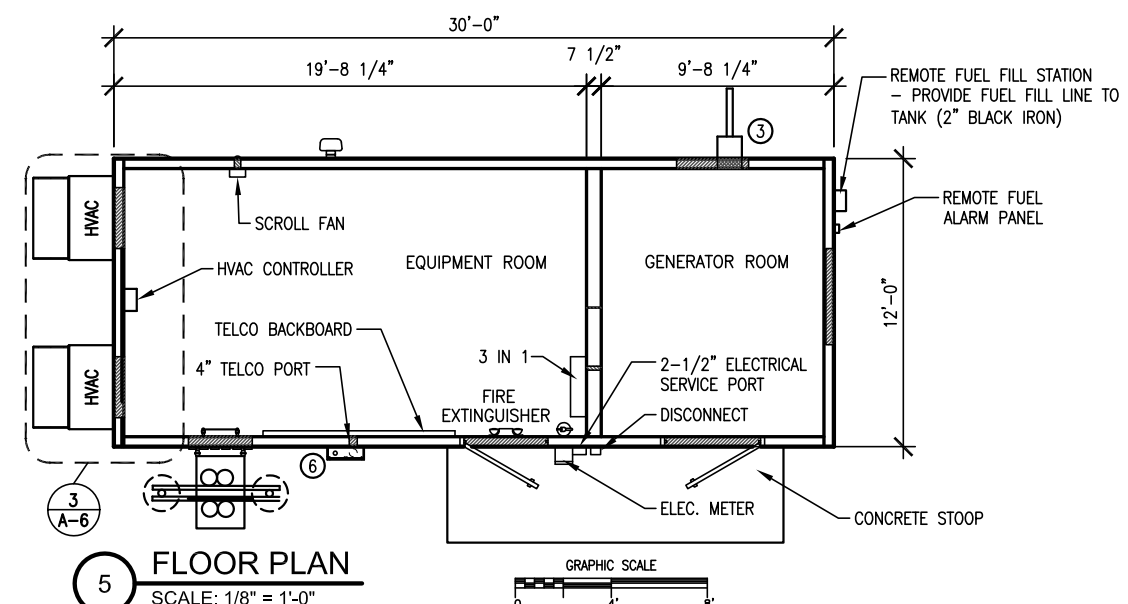 30'-0"
7 1/2"
19'-8 1/4"
9'-8 1/4"
REMOTE FUEL FILL STATION
– PROVIDE FUEL FILL LINE TO
TANK (2" BLACK IRON)
3
HVAC
SCROLL FAN
REMOTE FUEL
ALARM PANEL
HVAC CONTROLLER
EQUIPMENT ROOM
GENERATOR ROOM
12'-0"
TELCO BACKBOARD
4" TELCO PORT
3 IN 1
2-1/2" ELECTRICAL
SERVICE PORT
HVAC
FIRE
EXTINGUISHER
DISCONNECT
6
3
A-6
ELEC. METER
CONCRETE STOOP
5
FLOOR PLAN
SCALE: 1/8" = 1'-0"
GRAPHIC SCALE
0 4' 8'